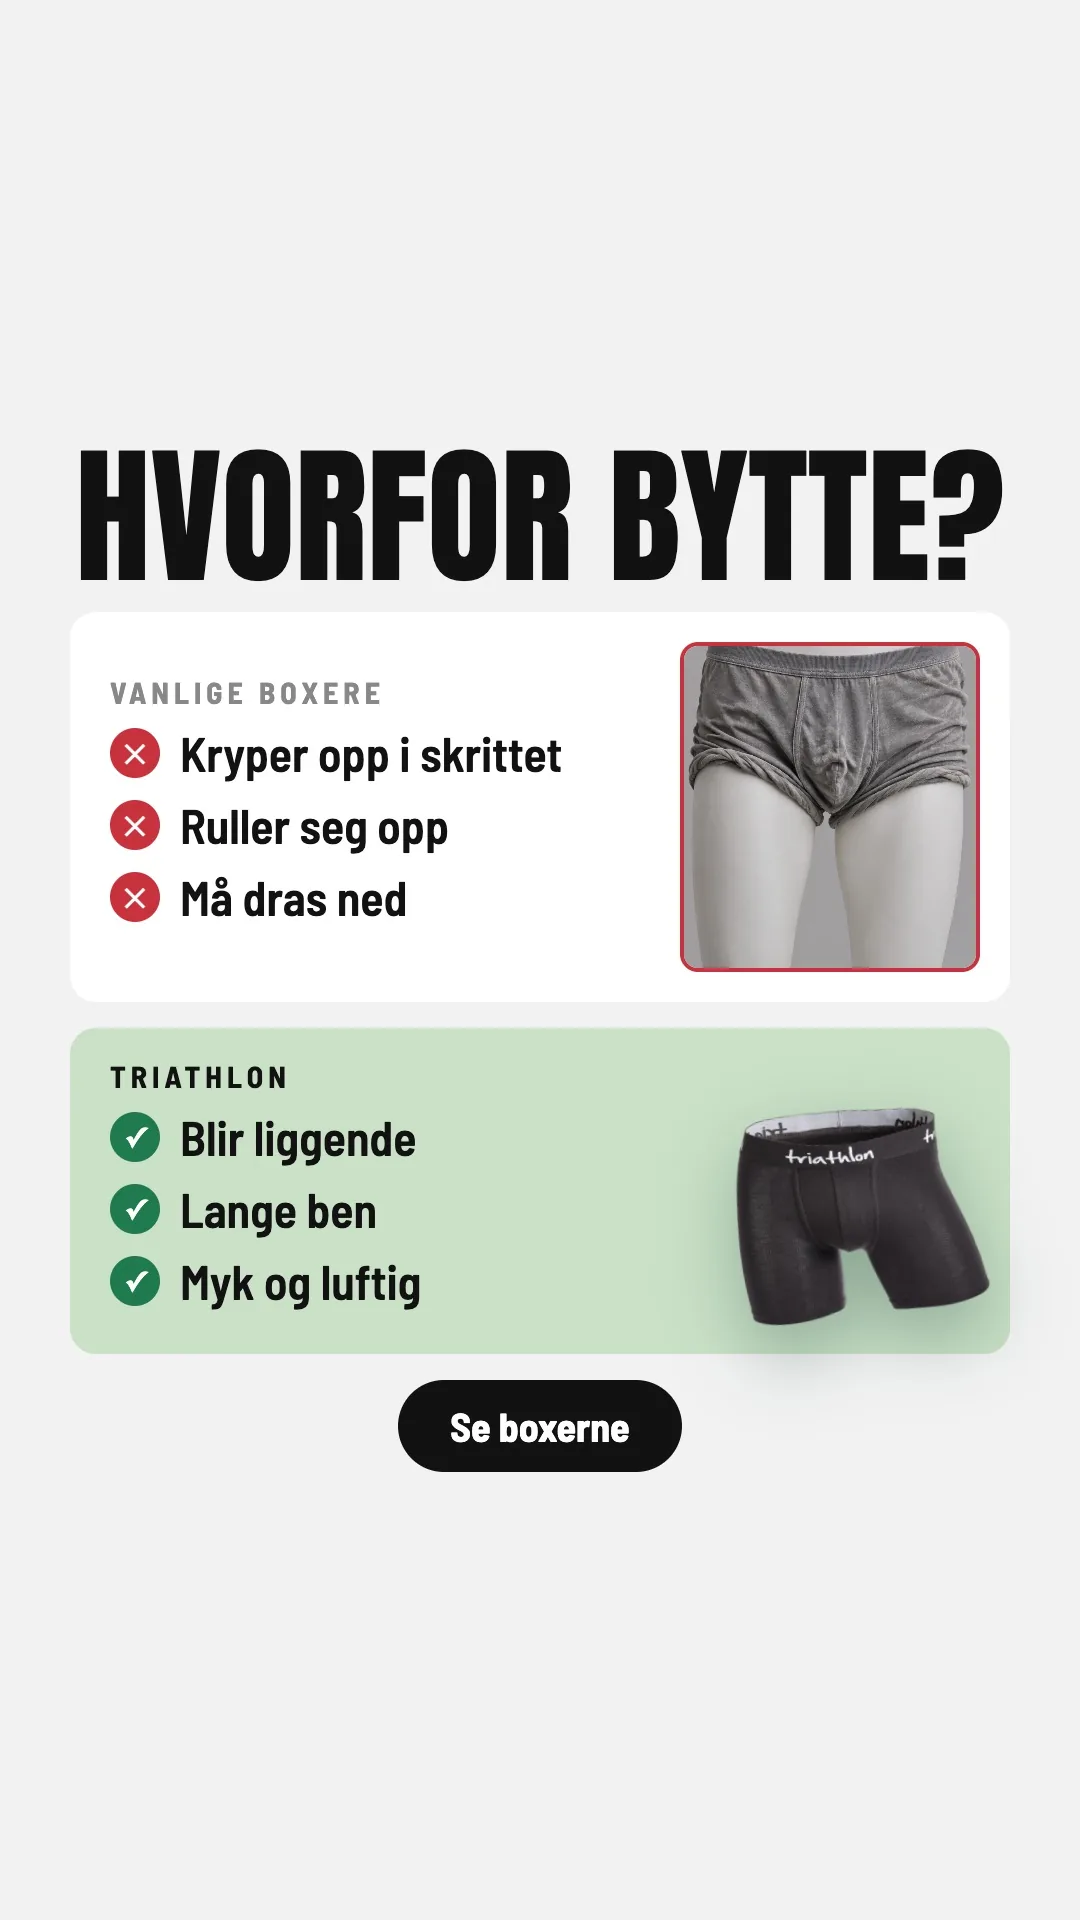 HVORFOR BYTTE?
VANLIGE BOXERE
Kryper opp i skrittet
Ruller seg opp
Må dras ned
TRIATHLON
Blir liggende
Lange ben
Myk og luftig
triathlon
Se boxerne